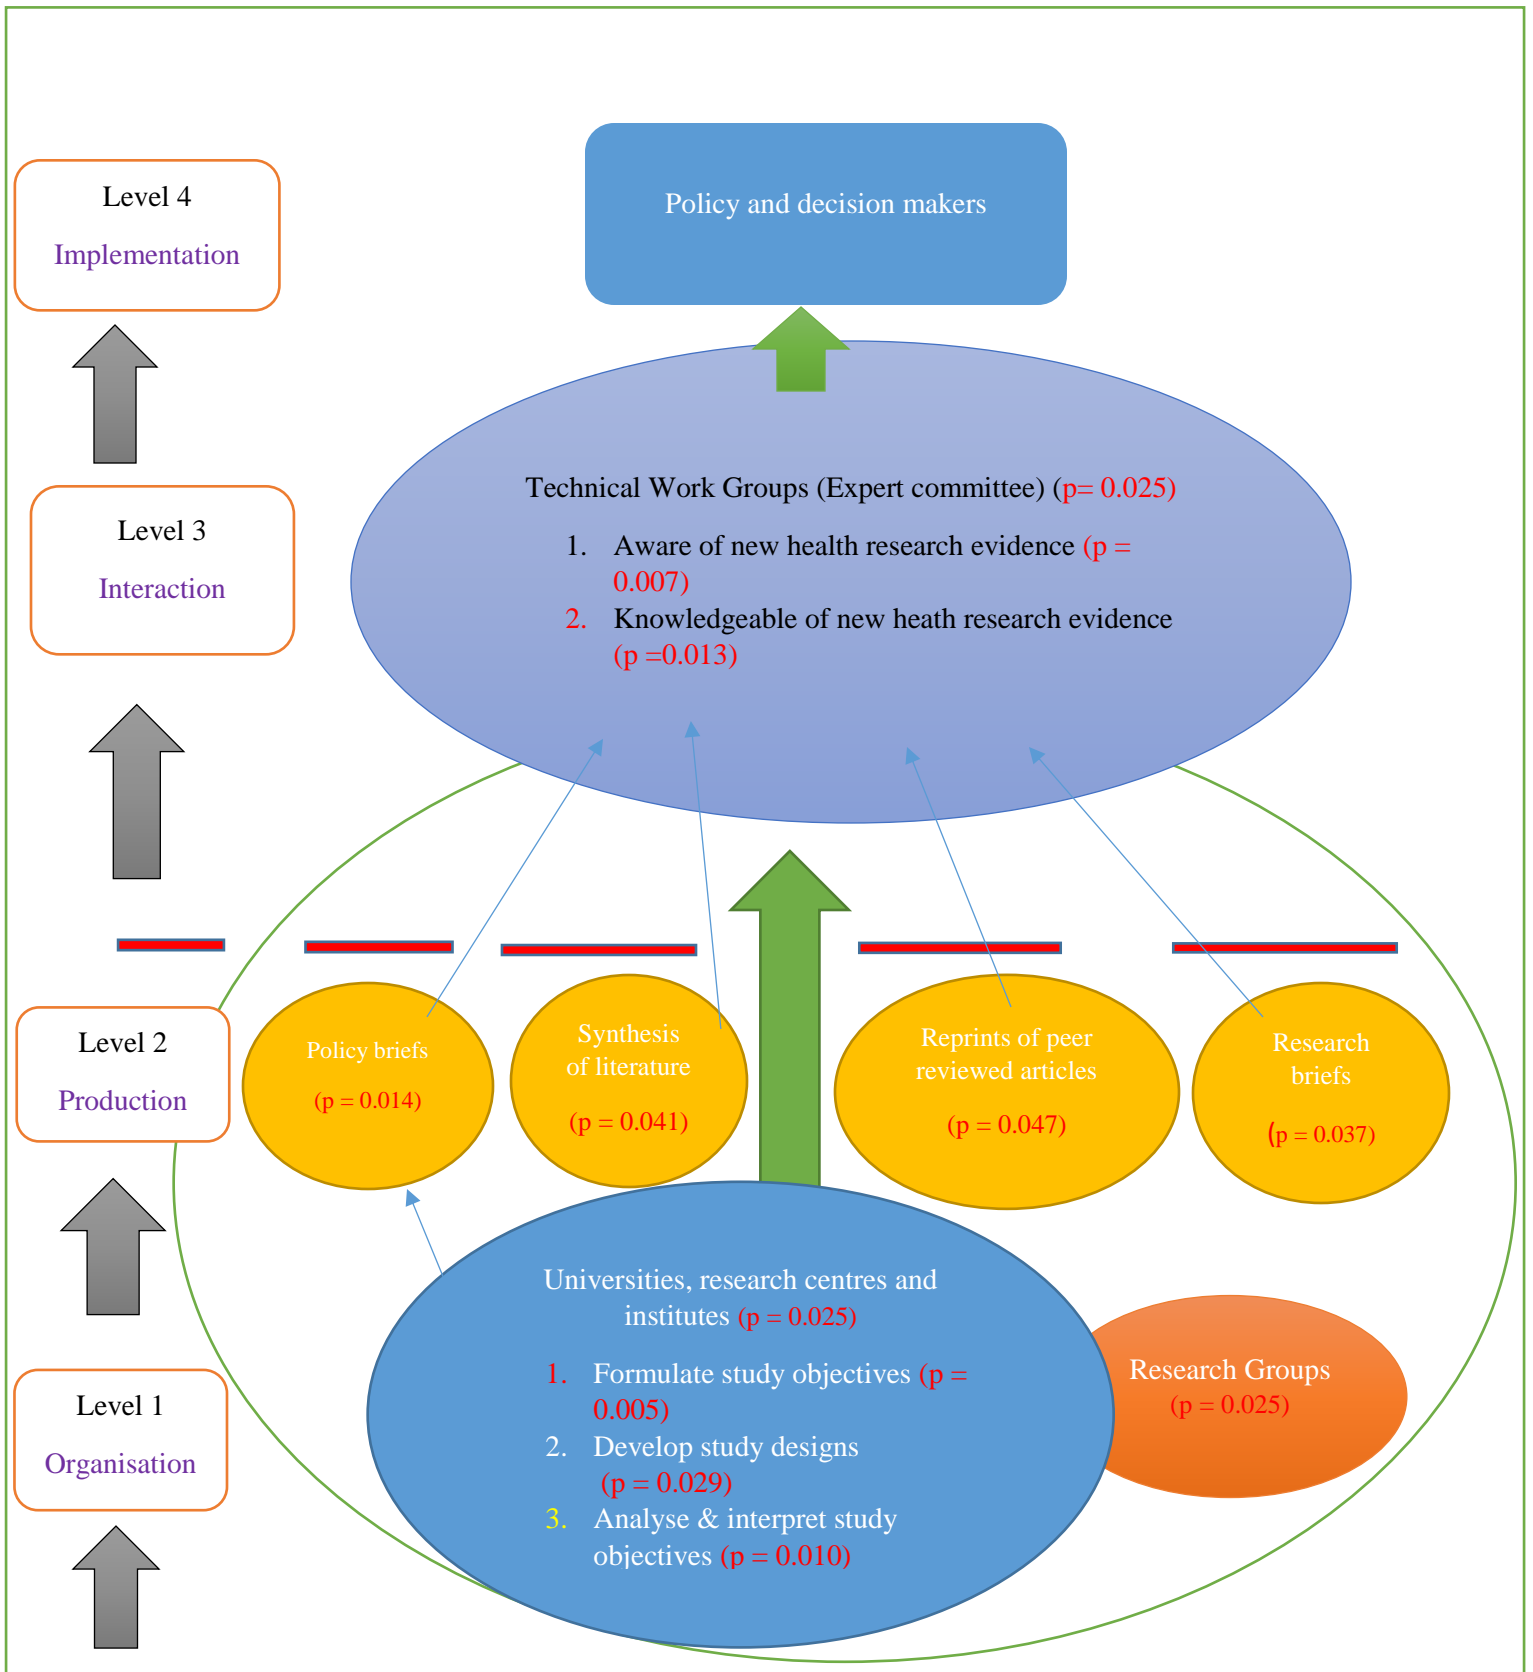 Level 4
Implementation
Policy and decision makers
Level 3
Interaction
Technical Work Groups (Expert committee) (p= 0.025)
1. Aware of new health research evidence (p =
0.007)
2. Knowledgeable of new heath research evidence
(p =0.013)
Level 2
Production
Policy briefs
(p = 0.014)
Synthesis
of literature
(p = 0.041)
Reprints of peer
reviewed articles
(p = 0.047)
Research
briefs
(p = 0.037)
Level 1
Organisation
Universities, research centres and
institutes (p = 0.025)
1. Formulate study objectives (p =
0.005)
2. Develop study designs
(p = 0.029)
3. Analyse & interpret study
objectives (p = 0.010)
Research Groups
(p = 0.025)